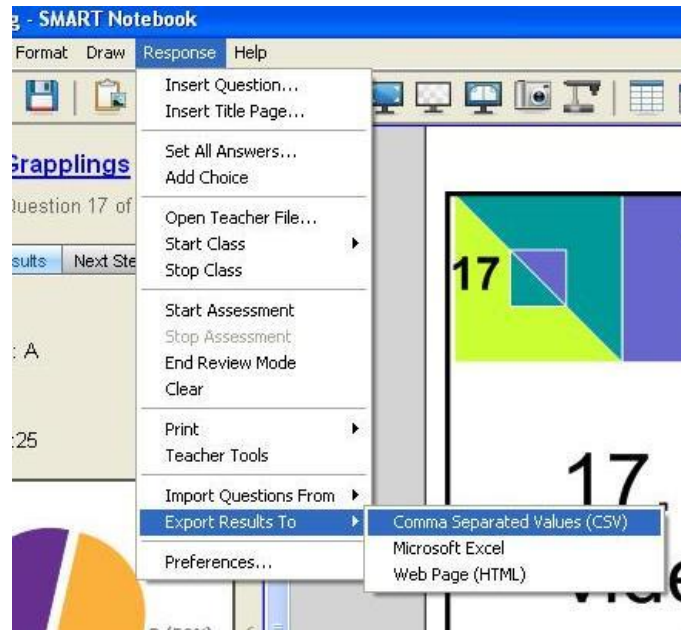 g - SMART Notebook
Format Draw Response Help
Insert Question...
Insert Title Page...
Set All Answers...
Add Choice
Open Teacher File...
Start Class
Stop Class
Start Assessment
Stop Assessment
End Review Mode
Clear
Print
Teacher Tools
Import Questions From
Export Results To
Preferences...
Comma Separated Values (CSV)
Microsoft Excel
Web Page (HTML)
Grapplings
Question 17 of
sults Next Ste
: A
:25
17
17.